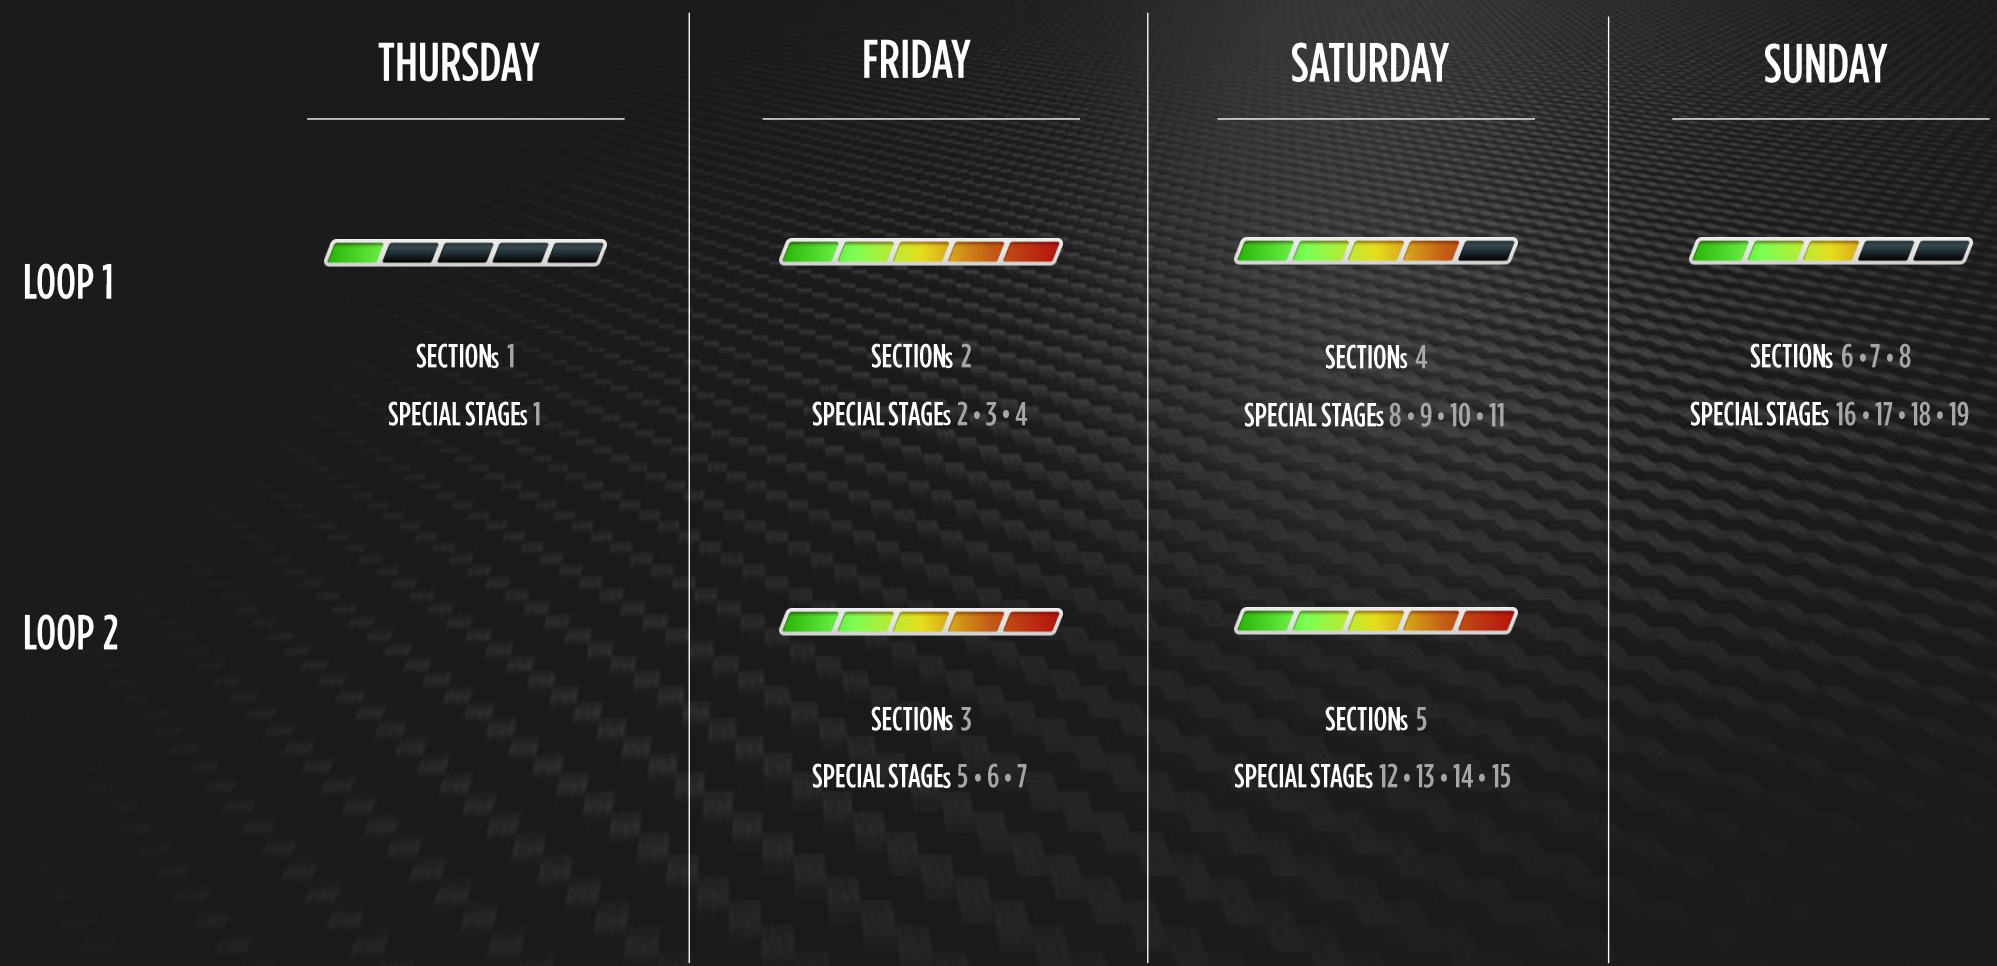 THURSDAY
FRIDAY
SATURDAY
SUNDAY
LOOP 1
SECTIONs 1
SPECIAL STAGEs 1
SECTIONs 2
SPECIAL STAGEs 2 • 3 • 4
SECTIONs 4
SPECIAL STAGEs 8 • 9 • 10 • 11
SECTIONs 6 • 7 • 8
SPECIAL STAGEs 16 • 17 • 18 • 19
LOOP 2
SECTIONs 3
SPECIAL STAGEs 5 • 6 • 7
SECTIONs 5
SPECIAL STAGEs 12 • 13 • 14 • 15